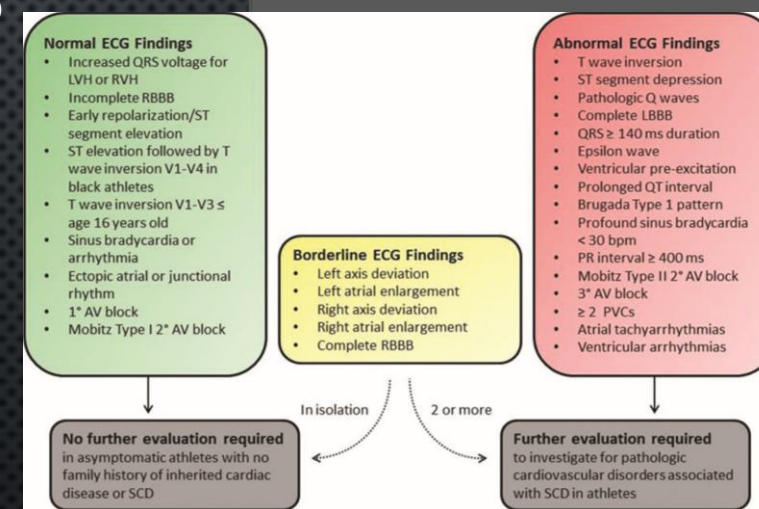 Normal ECG Findings
• Increased QRS voltage for
LVH or RVH
• Incomplete RBBB
• Early repolarization/ST
segment elevation
• ST elevation followed by T
wave inversion V1-V4 in
black athletes
• T wave inversion V1-V3 ≤
age 16 years old
• Sinus bradycardia or
arrhythmia
• Ectopic atrial or junctional
rhythm
• 1° AV block
• Mobitz Type I 2° AV block
Borderline ECG Findings
• Left axis deviation
• Left atrial enlargement
• Right axis deviation
• Right atrial enlargement
• Complete RBBB
Abnormal ECG Findings
• T wave inversion
• ST segment depression
• Pathologic Q waves
• Complete LBBB
• QRS ≥ 140 ms duration
• Epsilon wave
• Ventricular pre-excitation
• Prolonged QT interval
• Brugada Type 1 pattern
• Profound sinus bradycardia
< 30 bpm
• PR interval ≥ 400 ms
• Mobitz Type II 2° AV block
• 3° AV block
• ≥ 2 PVCs
• Atrial tachyarrhythmias
• Ventricular arrhythmias
In isolation
2 or more
No further evaluation required
in asymptomatic athletes with no
family history of inherited cardiac
disease or SCD
Further evaluation required
to investigate for pathologic
cardiovascular disorders associated
with SCD in athletes